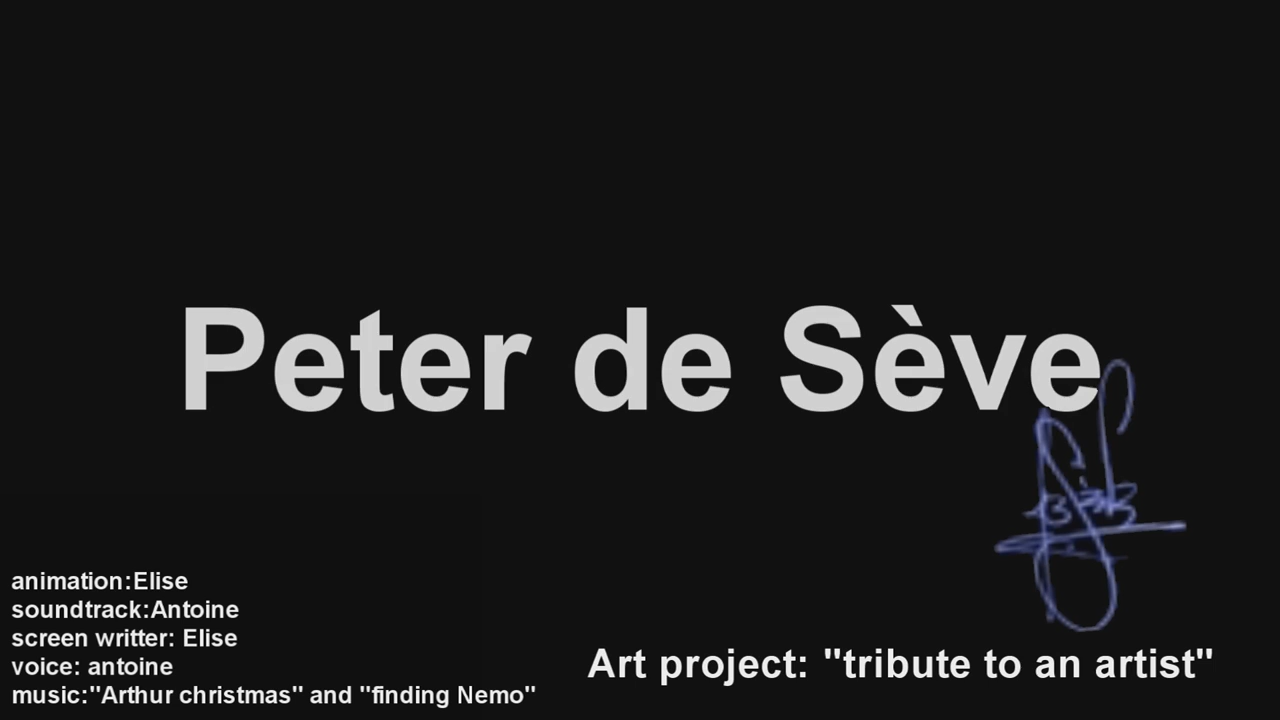 Peter de Sève
animation:Elise
soundtrack:Antoine
screen writter: Elise
voice: antoine
music:"Arthur christmas" and "finding Nemo"
Art project: "tribute to an artist"